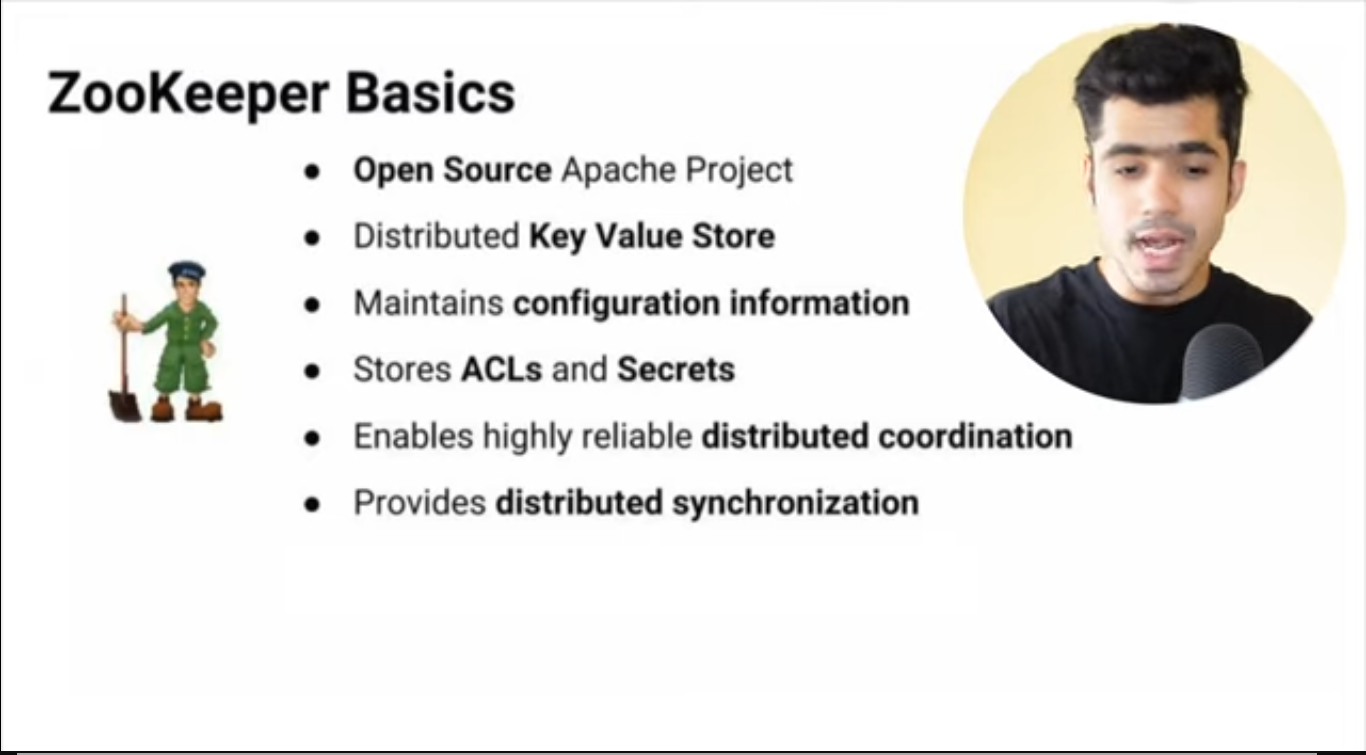 ZooKeeper Basics
● Open Source Apache Project
● Distributed Key Value Store
● Maintains configuration information
● Stores ACLs and Secrets
● Enables highly reliable distributed coordination
● Provides distributed synchronization